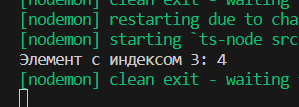 [nodemon] clean exit - waiting
[nodemon] restarting due to cha
[nodemon] starting `ts-node src
Элемент с индексом 3: 4
[nodemon] clean exit - waiting